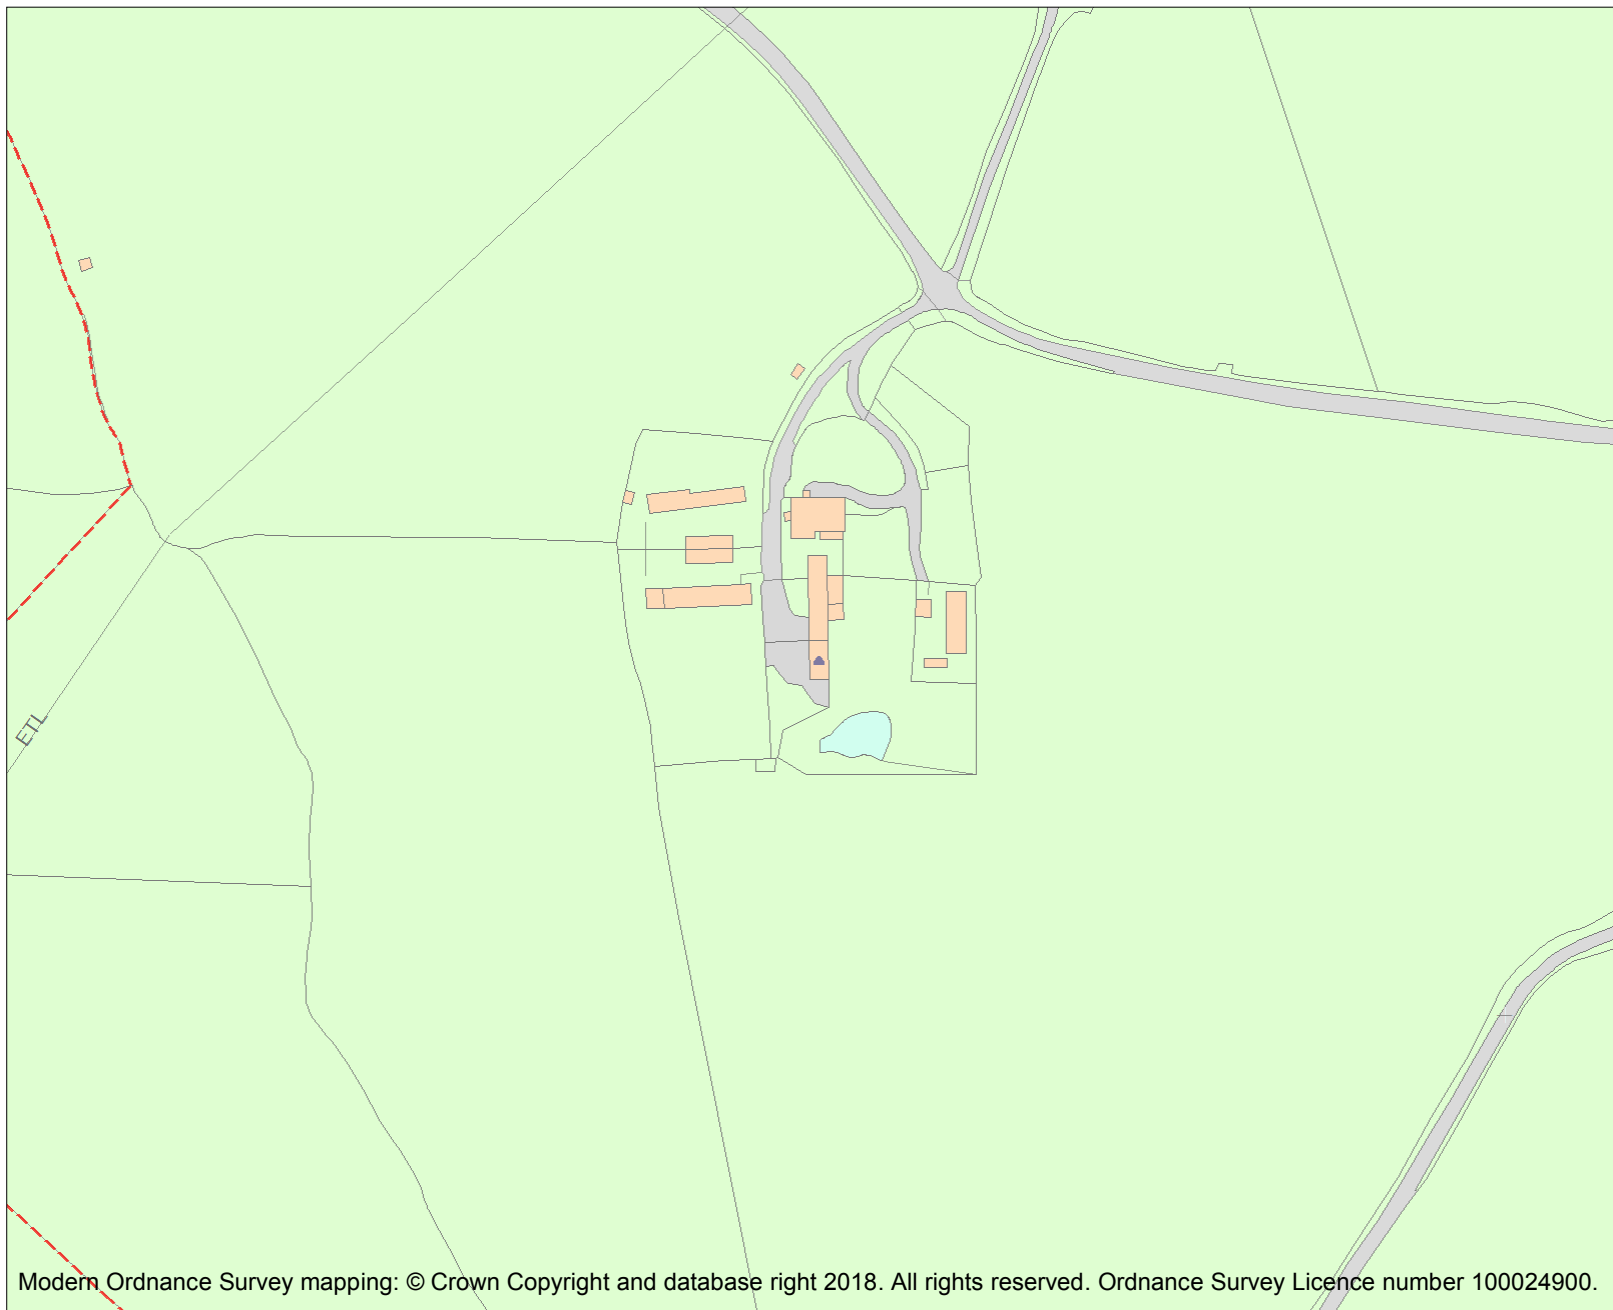 ETL
Modern Ordnance Survey mapping: © Crown Copyright and database right 2018. All rights reserved. Ordnance Survey Licence number 100024900.